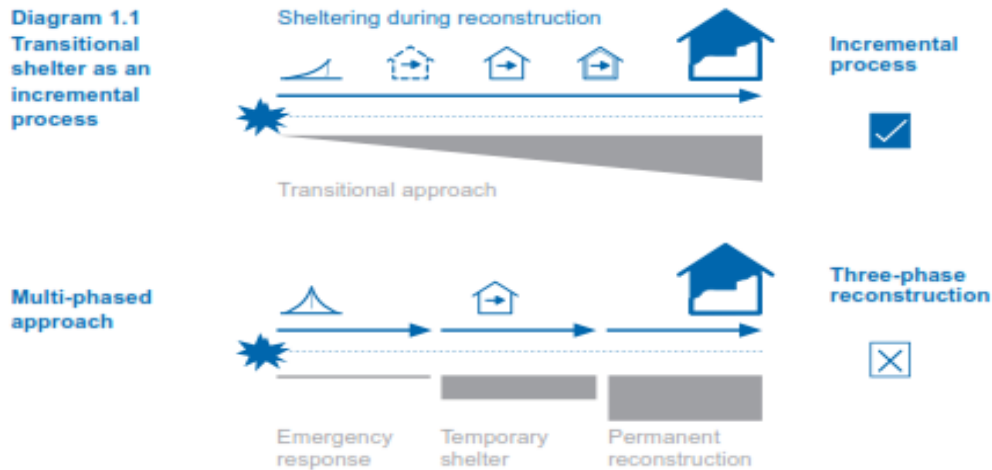 Diagram 1.1
Transitional
shelter as an
incremental
process
Sheltering during reconstruction
Incremental
process
Transitional approach
Multi-phased
approach
Three-phase
reconstruction
Emergency
response
Temporary
shelter
Permanent
reconstruction